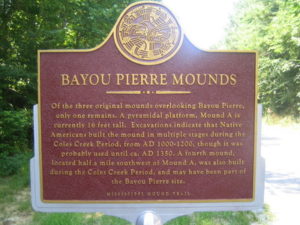 BAYOU PIERRE MOUNDS
Of the three original mounds overlooking Bayou Pierre,
only one remains. A pyramidal platform, Mound A is
currently 16 feet tall. Excavations indicate that Native
Americans built the mound in multiple stages during the
Coles Creek Period, from AD 1000-1200, though it was
probably used until ca. AD 1350. A fourth mound,
located half a mile southwest of Mound A, was also built
during the Coles Creek Period, and may have been part
of the Bayou Pierre site.
MISSISSIPPI MOUND TRAIL